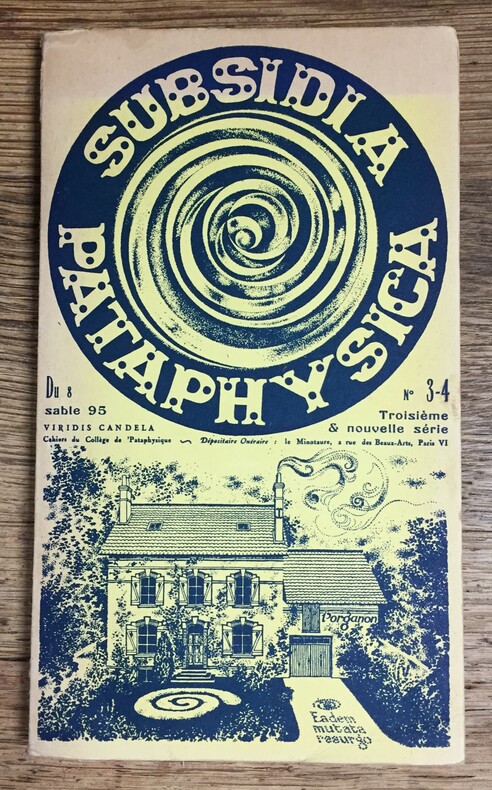 SUBSIDIA
PATAPHYSICA
Du 8
sable 95
VIRIDIS CANDELA
N° 3-4
Troisième
& nouvelle série
Cahiers du Collège de 'Pataphysique ~ Dépositaire Onéraire : le Minotaure, 2 rue des Beaux-Arts, Paris VI
l'organon
Eadem
mutata
resurgo